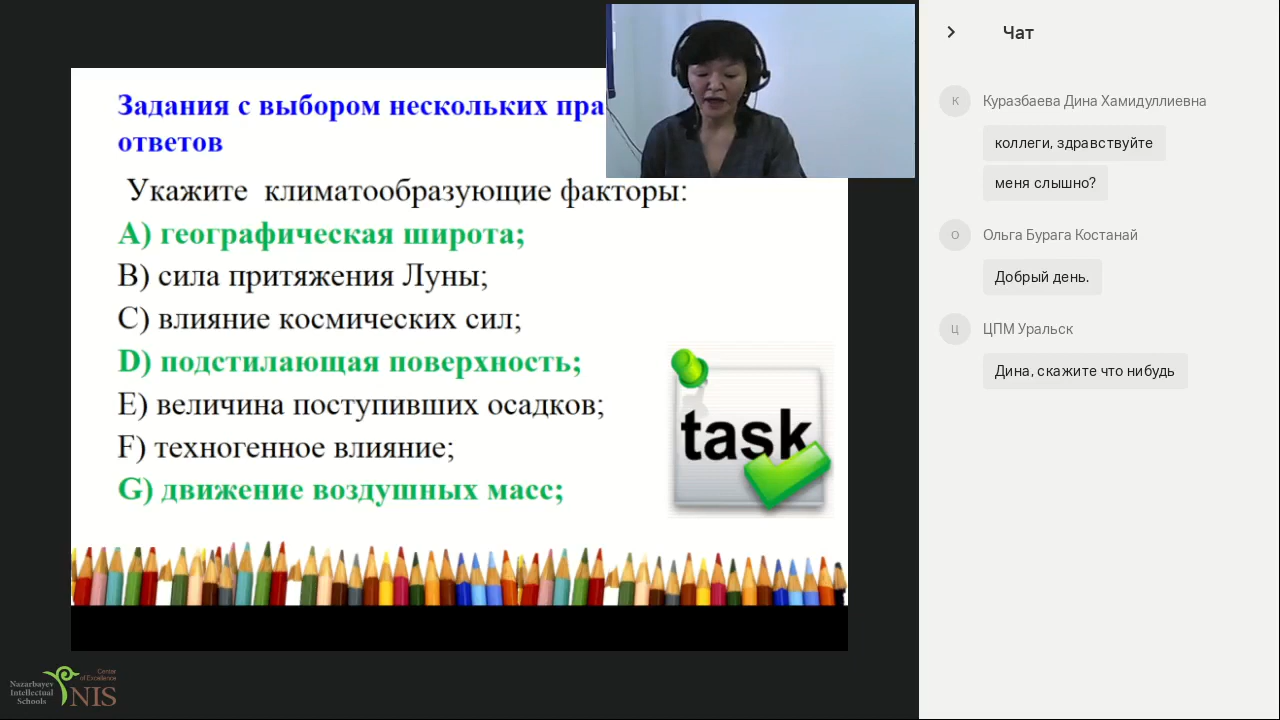 Задания с выбором нескольких пра
ответов
Укажите климатообразующие факторы:
A) географическая широта;
B) сила притяжения Луны;
C) влияние космических сил;
D) подстилающая поверхность;
E) величина поступивших осадков;
F) техногенное влияние;
G) движение воздушных масс;
task
Nazarbayev
Intellectual
Schools
Center
of Excellence
NIS
Чат
К
Куразбаева Дина Хамидуллиевна
коллеги, здравствуйте
меня слышно?
О
Ольга Бурага Костанай
Добрый день.
Ц
ЦПМ Уральск
Дина, скажите что нибудь